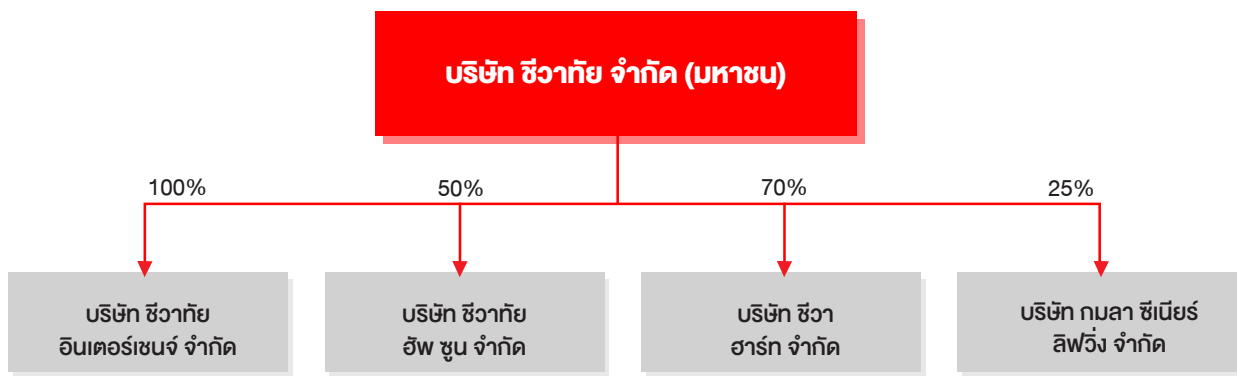 บริษัท ชีวาทัย จำกัด (มหาชน)
100%
50%
70%
25%
บริษัท ชีวาทัย
อินเตอร์เชนจ์ จำกัด
บริษัท ชีวาทัย
ฮัพ ซูน จำกัด
บริษัท ชีวา
ฮาร์ท จำกัด
บริษัท กมลา ซีเนียร์
ลิฟวิ่ง จำกัด